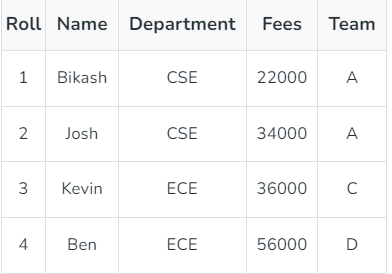 Roll Name Department Fees Team
1 Bikash CSE 22000 A
2 Josh CSE 34000 A
3 Kevin ECE 36000 C
4 Ben ECE 56000 D